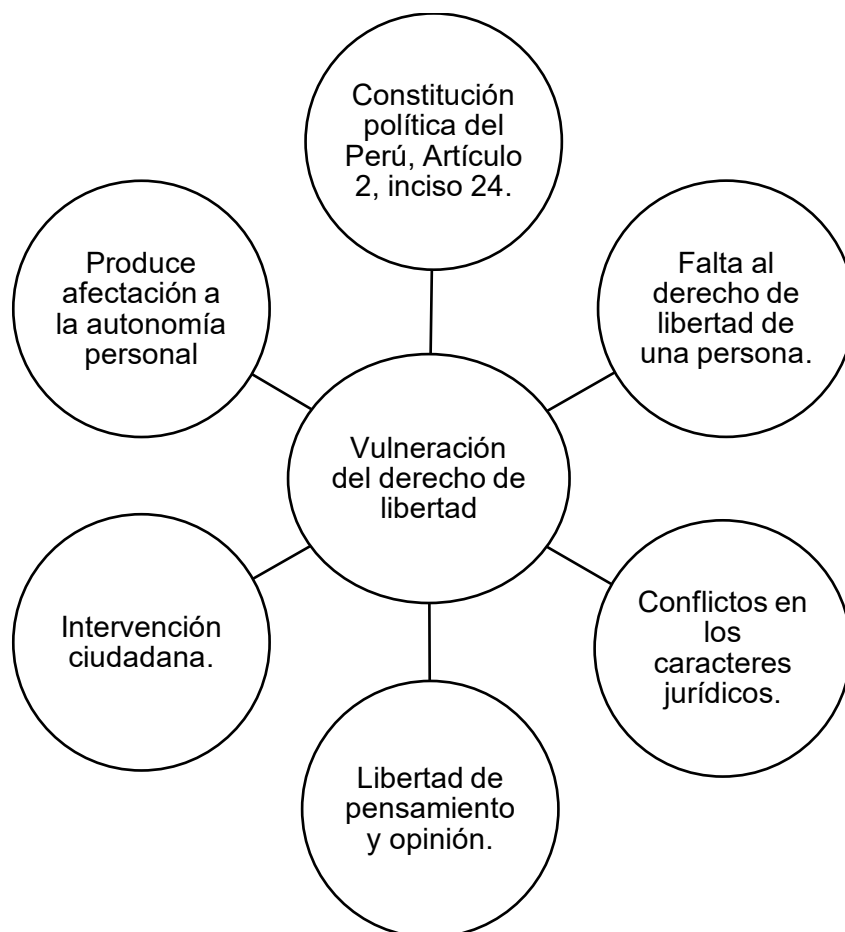 Constitución
política del
Perú, Artículo
2, inciso 24.
Produce
afectación a
la autonomía
personal
Falta al
derecho de
libertad de
una persona.
Vulneración
del derecho de
libertad
Intervención
ciudadana.
Conflictos en
los
caracteres
jurídicos.
Libertad de
pensamiento
y opinión.